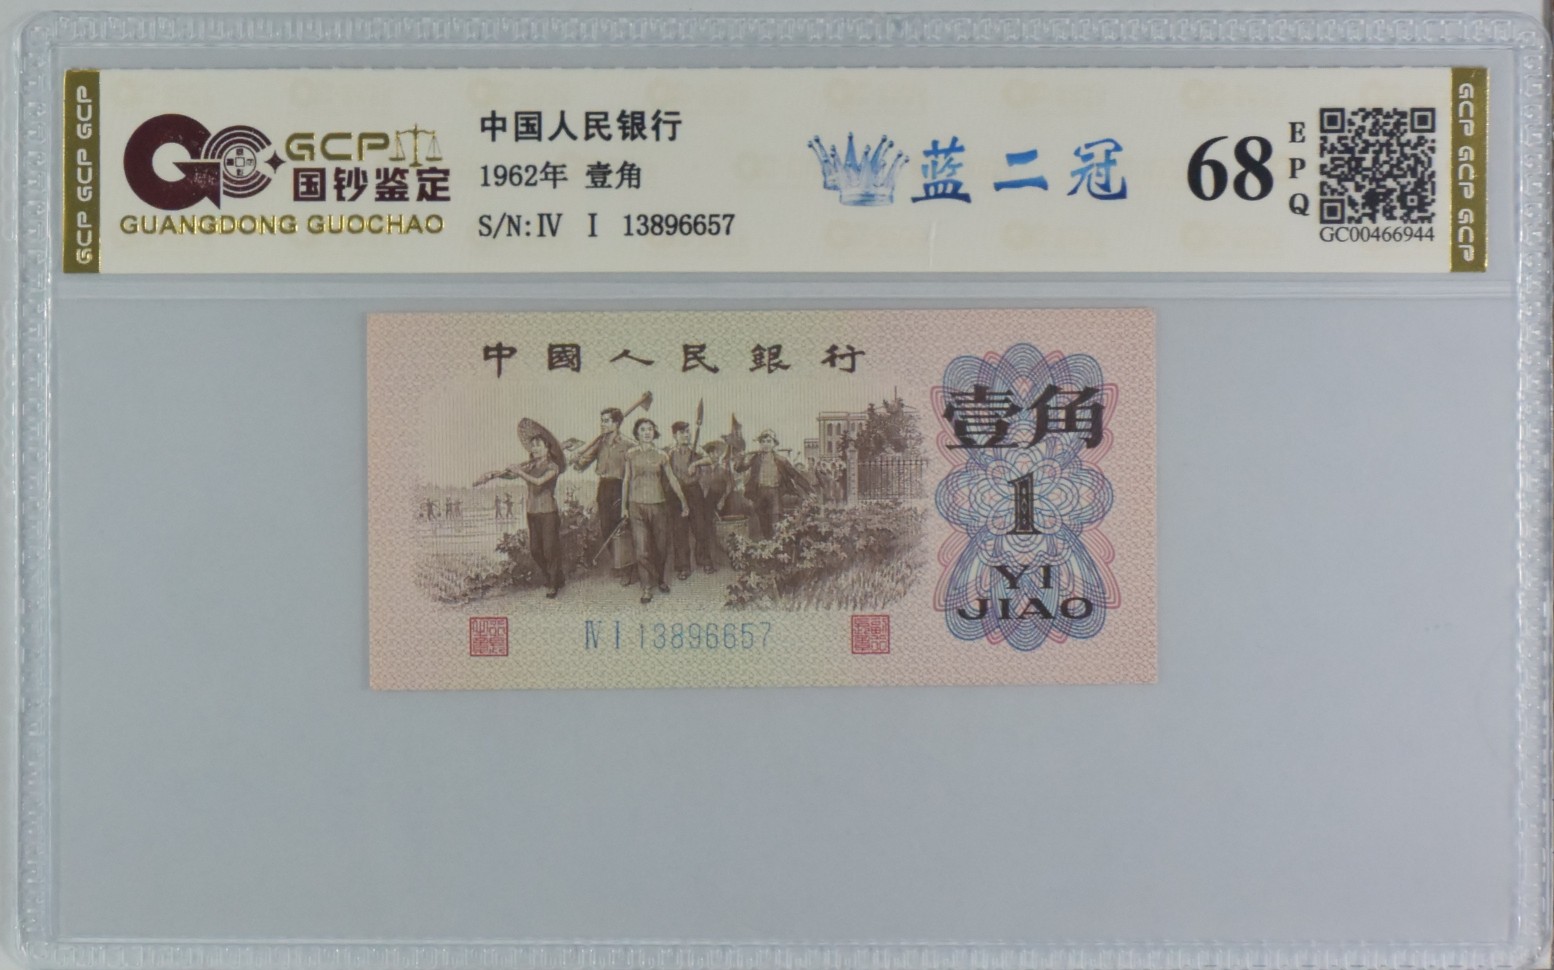 GCP GCP GCP
GCP
国钞鉴定
GUANGDONG GUOCHAO
中国人民银行
1962年 壹角
S/N:Ⅳ Ⅰ 13896657
蓝二冠
68
EPQ
GC00466944
GCP GCP GCP
中國人民銀行
壹角
1
YI
JIAO
Ⅳ Ⅰ 13896657